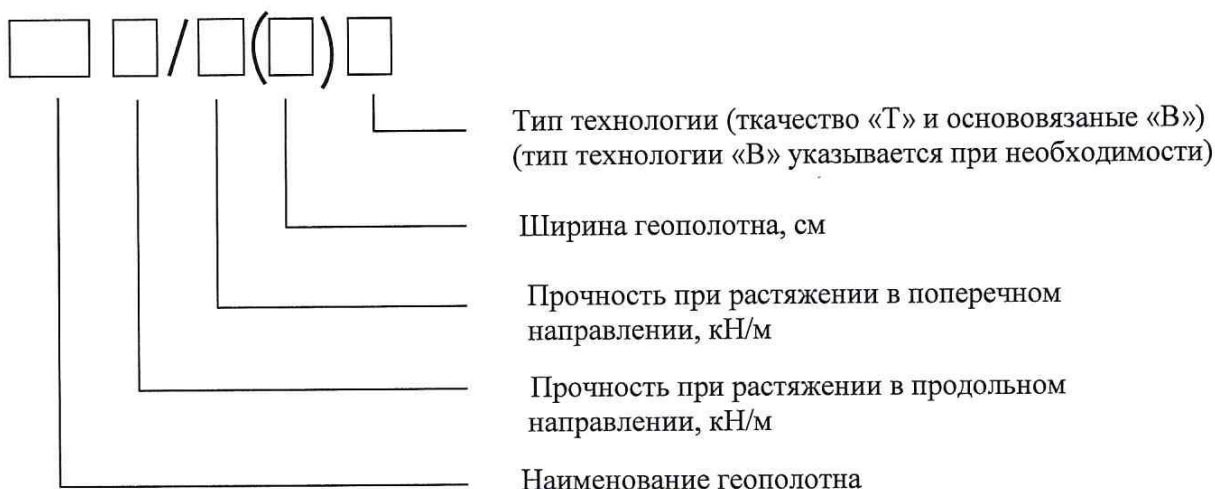 / ( )
Тип технологии (ткачество «Т» и основовязаные «В»)
(тип технологии «В» указывается при необходимости)
Ширина геополотна, см
Прочность при растяжении в поперечном
направлении, кН/м
Прочность при растяжении в продольном
направлении, кН/м
Наименование геополотна